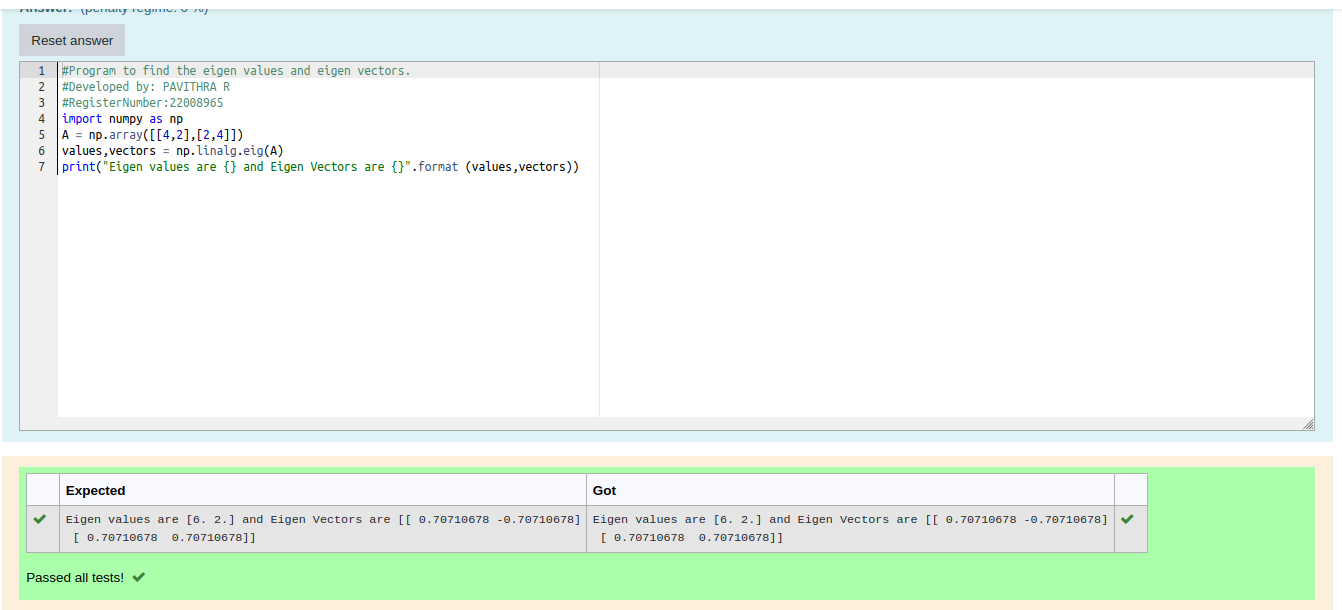 Answer: (penalty regime: 0 %)
Reset answer
1 #Program to find the eigen values and eigen vectors.
2 #Developed by: PAVITHRA R
3 #RegisterNumber:22008965
4 import numpy as np
5 A = np.array([[4,2],[2,4]])
6 values,vectors = np.linalg.eig(A)
7 print("Eigen values are {} and Eigen Vectors are {}".format (values,vectors))
Expected Got
Eigen values are [6. 2.] and Eigen Vectors are [[ 0.70710678 -0.70710678] Eigen values are [6. 2.] and Eigen Vectors are [[ 0.70710678 -0.70710678]
[ 0.70710678 0.70710678]] [ 0.70710678 0.70710678]]
Passed all tests!